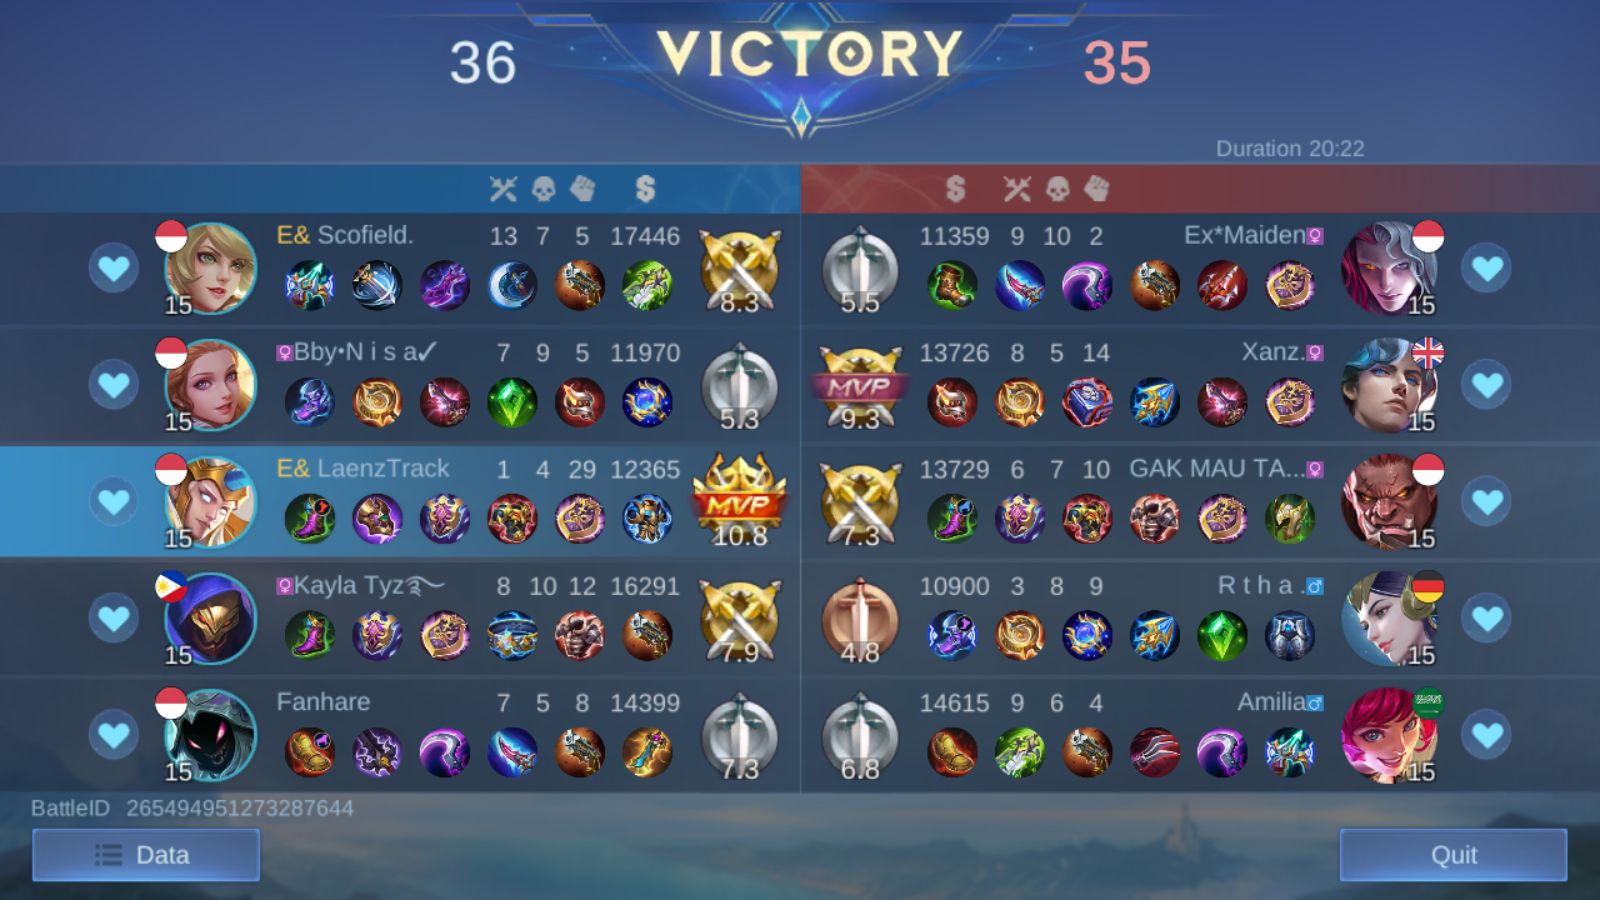 36
VICTORY
35
Duration 20:22
E& Scofield. 13 7 5 17446
15
8.3
11359 9 10 2 Ex*Maiden♀
5.5
15
♀Bby•N i s a✓ 7 9 5 11970
15
5.3
13726 8 5 14 Xanz.♀
MVP
9.3
15
E& LaenzTrack 1 4 29 12365
15
MVP
10.8
13729 6 7 10 GAK MAU TA...♀
7.3
15
♀Kayla Tyz 8 10 12 16291
15
7.9
10900 3 8 9 R t h a .♂
4.8
15
Fanhare 7 5 8 14399
15
7.3
14615 9 6 4 Amilia♂
6.8
15
BattleID 265494951273287644
Data
Quit